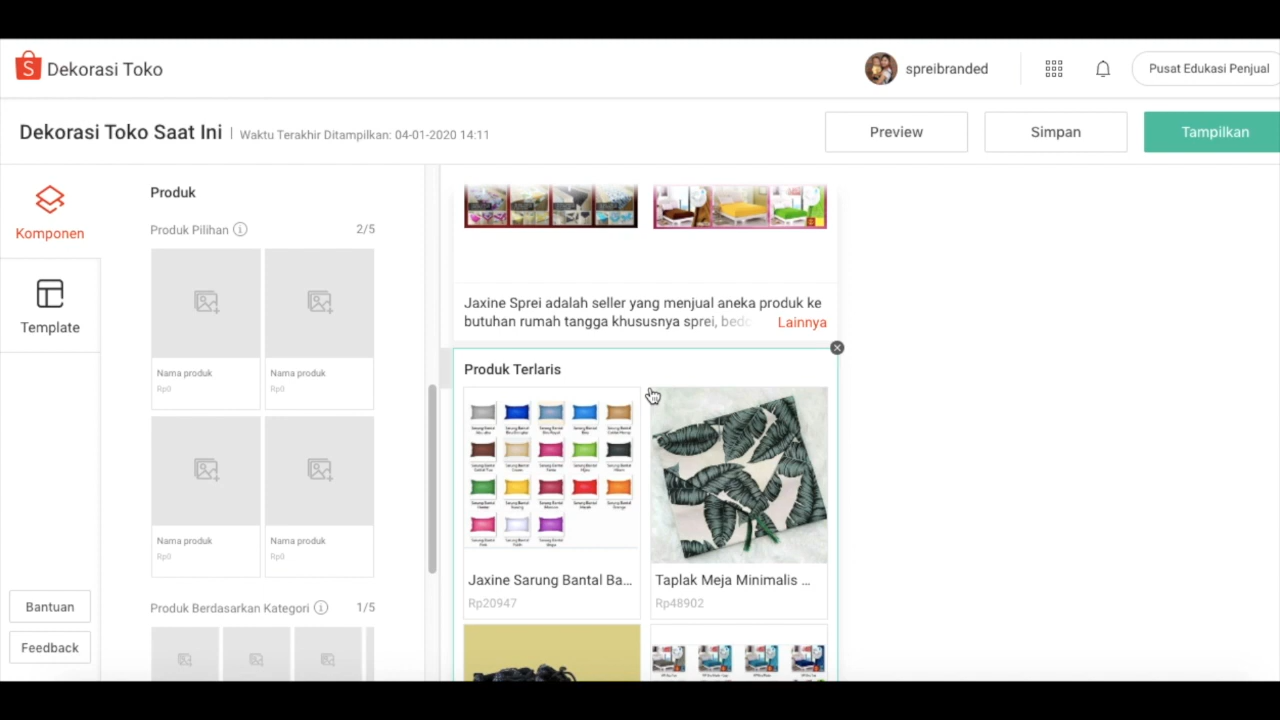 Dekorasi Toko
spreibranded
Pusat Edukasi Penjual
Dekorasi Toko Saat Ini
Waktu Terakhir Ditampilkan: 04-01-2020 14:11
Preview
Simpan
Tampilkan
Komponen
Template
Bantuan
Feedback
Produk
Produk Pilihan
2/5
Nama produk
Rp0
Nama produk
Rp0
Nama produk
Rp0
Nama produk
Rp0
Produk Berdasarkan Kategori
1/5
Jaxine Sprei adalah seller yang menjual aneka produk ke
butuhan rumah tangga khususnya sprei, bedc
Lainnya
Produk Terlaris
Jaxine Sarung Bantal Ba...
Rp20947
Taplak Meja Minimalis ...
Rp48902